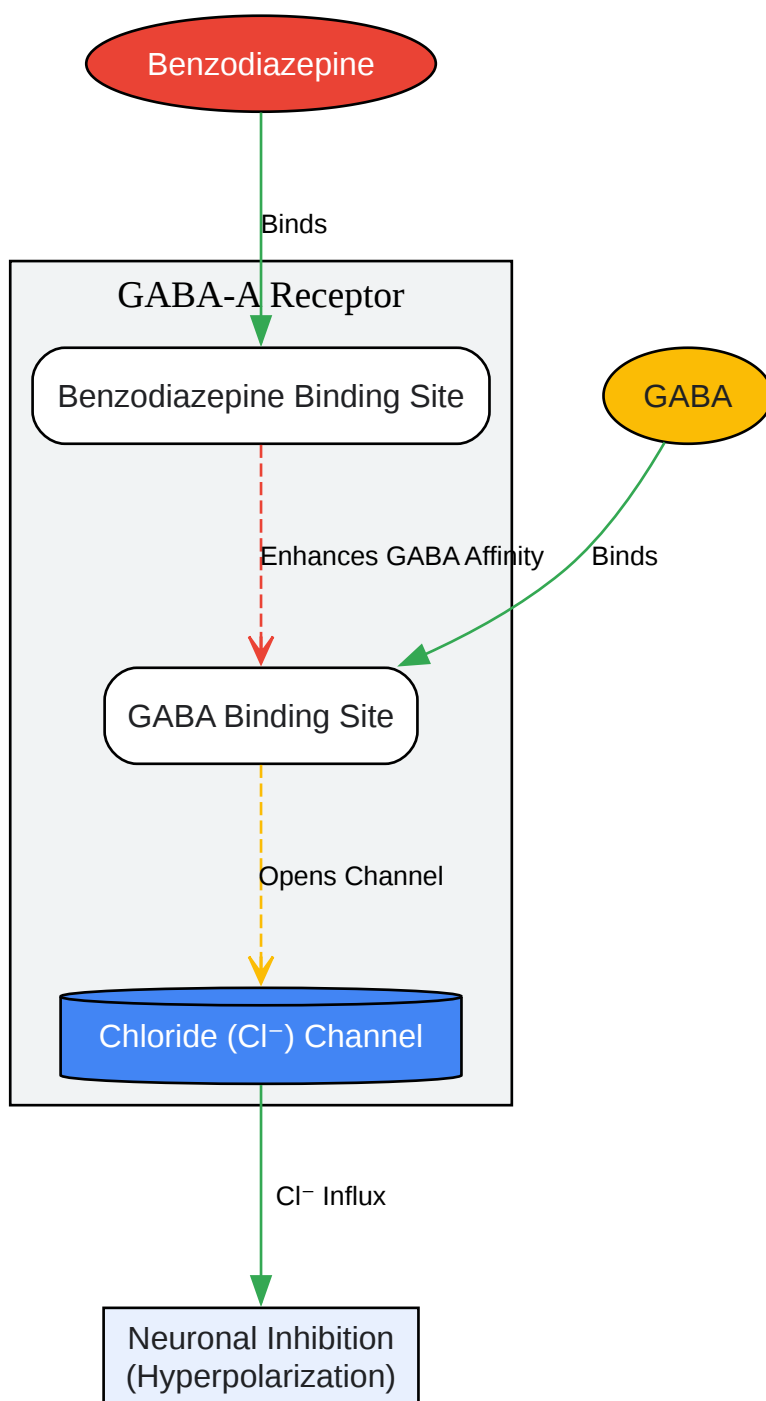 Benzodiazepine
Binds
GABA-A Receptor
Benzodiazepine Binding Site
GABA
Enhances GABA Affinity
Binds
GABA Binding Site
Opens Channel
Chloride (Cl⁻) Channel
Cl⁻ Influx
Neuronal Inhibition
(Hyperpolarization)